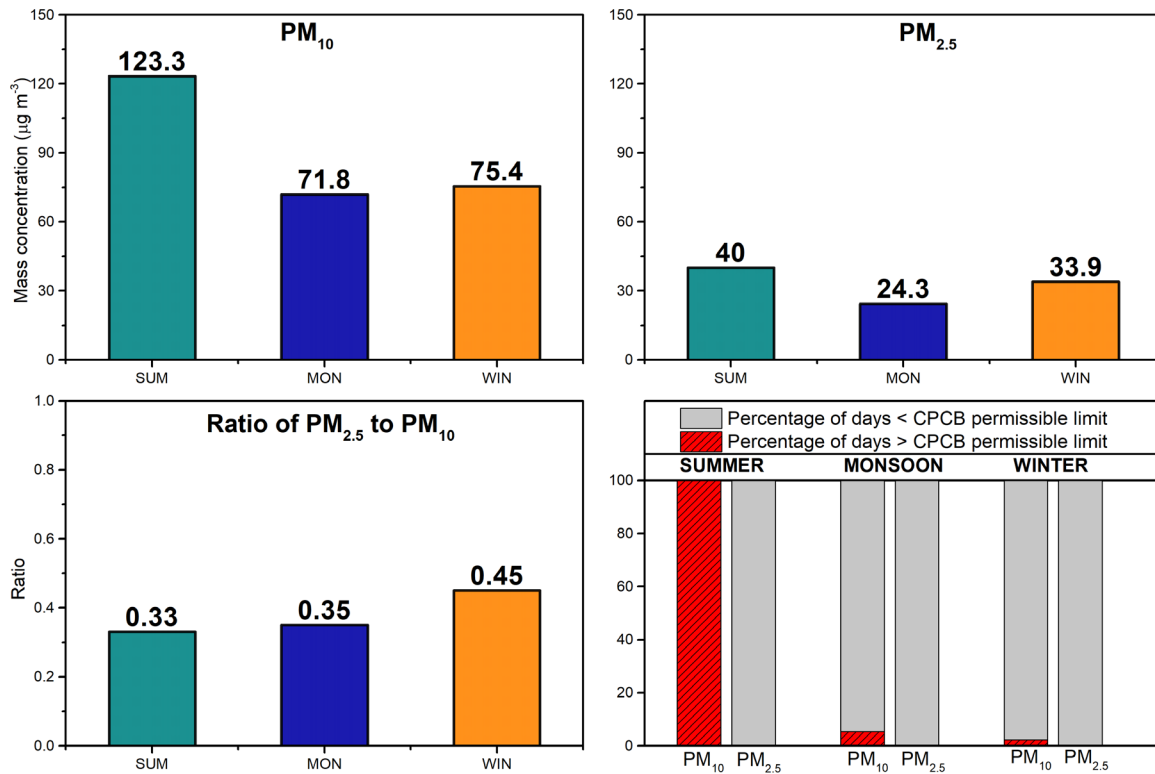 PM10
Mass concentration (μg m-3)
150
120
90
60
30
0
123.3
71.8
75.4
SUM
MON
WIN
PM2.5
150
120
90
60
30
0
40
24.3
33.9
SUM
MON
WIN
Ratio of PM2.5 to PM10
Ratio
1.0
0.8
0.6
0.4
0.2
0.0
0.33
0.35
0.45
SUM
MON
WIN
Percentage of days < CPCB permissible limit
Percentage of days > CPCB permissible limit
SUMMER MONSOON WINTER
100
80
60
40
20
0
PM10 PM2.5 PM10 PM2.5 PM10 PM2.5